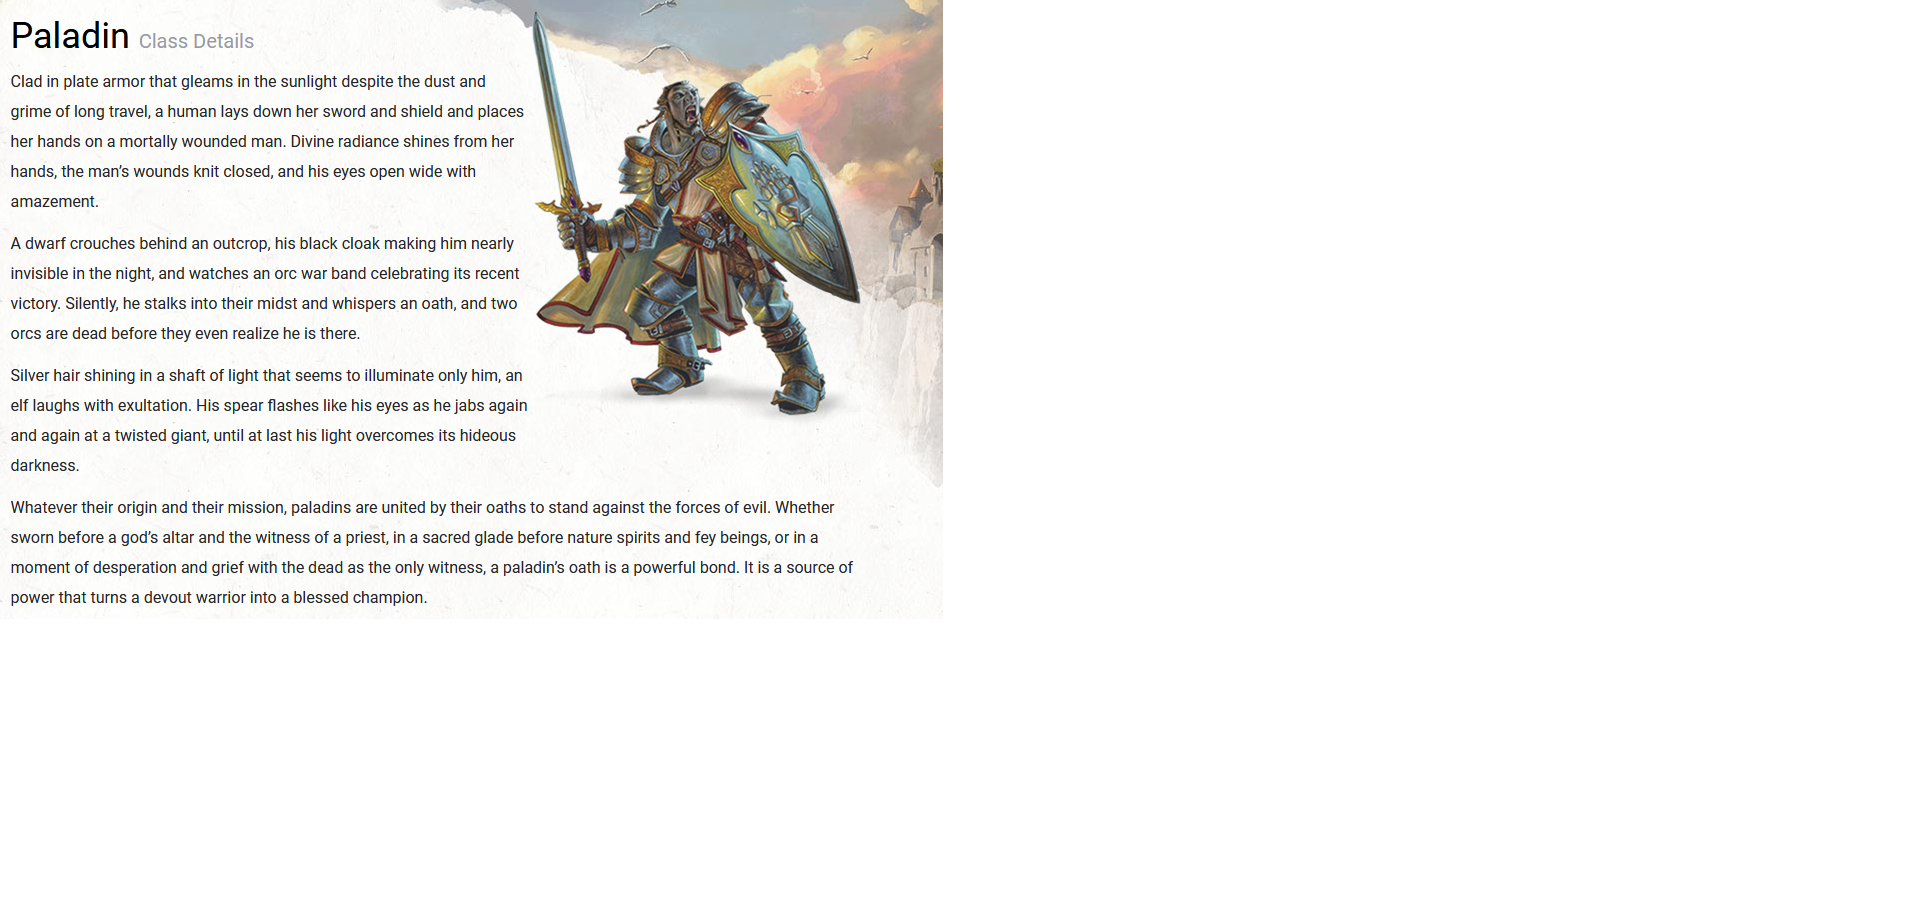 Paladin Class Details
Clad in plate armor that gleams in the sunlight despite the dust and
grime of long travel, a human lays down her sword and shield and places
her hands on a mortally wounded man. Divine radiance shines from her
hands, the man’s wounds knit closed, and his eyes open wide with
amazement.
A dwarf crouches behind an outcrop, his black cloak making him nearly
invisible in the night, and watches an orc war band celebrating its recent
victory. Silently, he stalks into their midst and whispers an oath, and two
orcs are dead before they even realize he is there.
Silver hair shining in a shaft of light that seems to illuminate only him, an
elf laughs with exultation. His spear flashes like his eyes as he jabs again
and again at a twisted giant, until at last his light overcomes its hideous
darkness.
Whatever their origin and their mission, paladins are united by their oaths to stand against the forces of evil. Whether
sworn before a god’s altar and the witness of a priest, in a sacred glade before nature spirits and fey beings, or in a
moment of desperation and grief with the dead as the only witness, a paladin’s oath is a powerful bond. It is a source of
power that turns a devout warrior into a blessed champion.